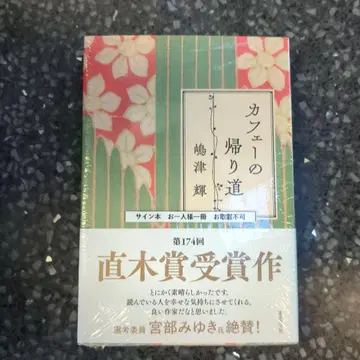 カフェーの
帰り道
嶋津 輝
サイン本 お一人様一冊 お取置不可
第174回
直木賞受賞作
とにかく素晴らしかったです。
読んでいる人を幸せな気持ちにさせてくれる。
良い作家だなと思いました。
選考委員 宮部みゆき氏絶賛!